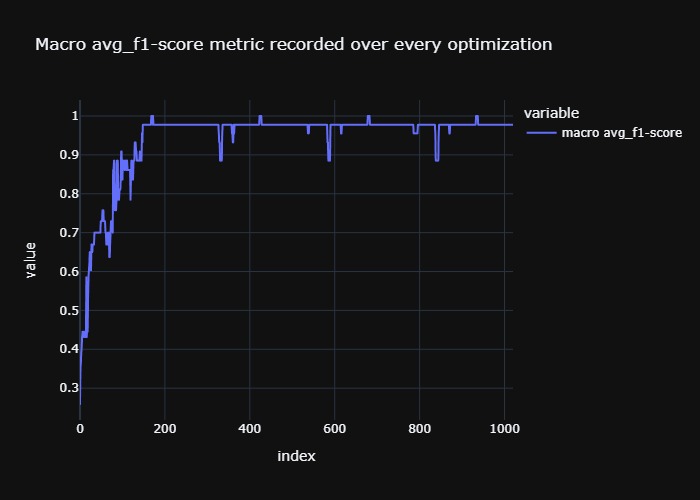 Macro avg_f1-score metric recorded over every optimization
variable
macro avg_f1-score
value
1
0.9
0.8
0.7
0.6
0.5
0.4
0.3
0
200
400
600
800
1000
index